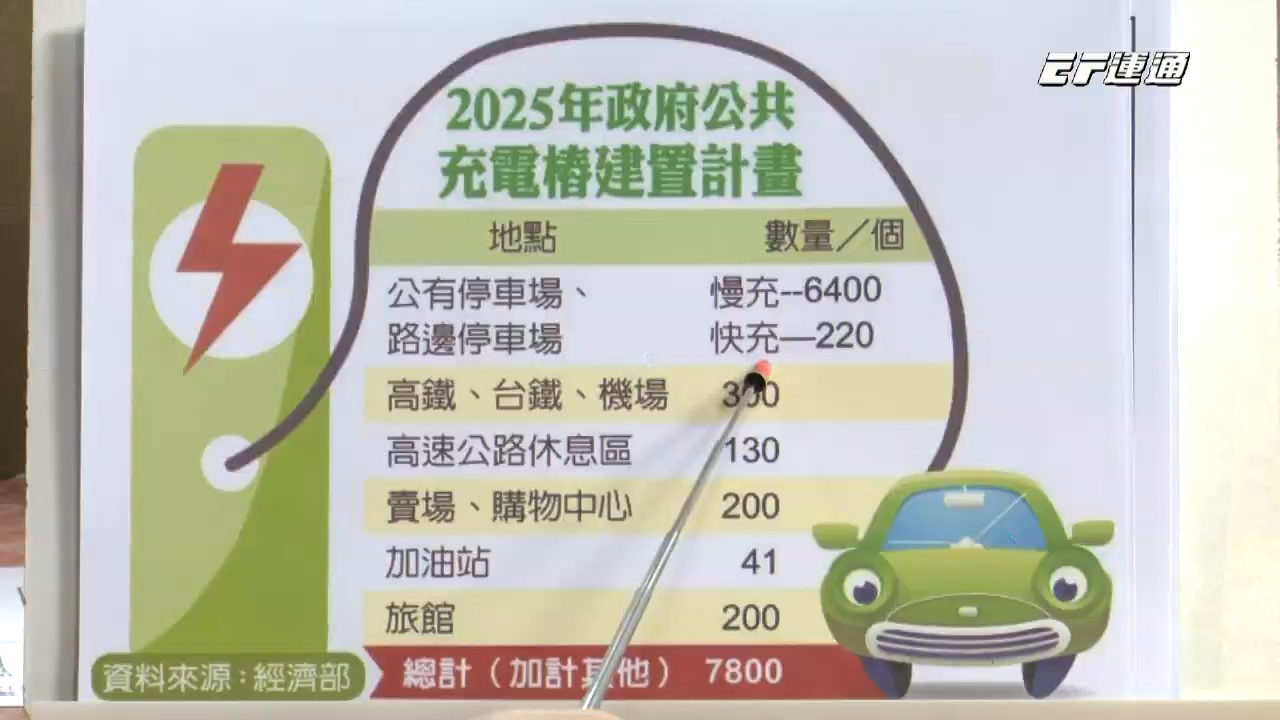 EF運通
2025年政府公共
充電樁建置計畫
地點 數量／個
公有停車場、 慢充--6400
路邊停車場 快充—220
高鐵、台鐵、機場 300
高速公路休息區 130
賣場、購物中心 200
加油站 41
旅館 200
總計（加計其他） 7800
資料來源：經濟部